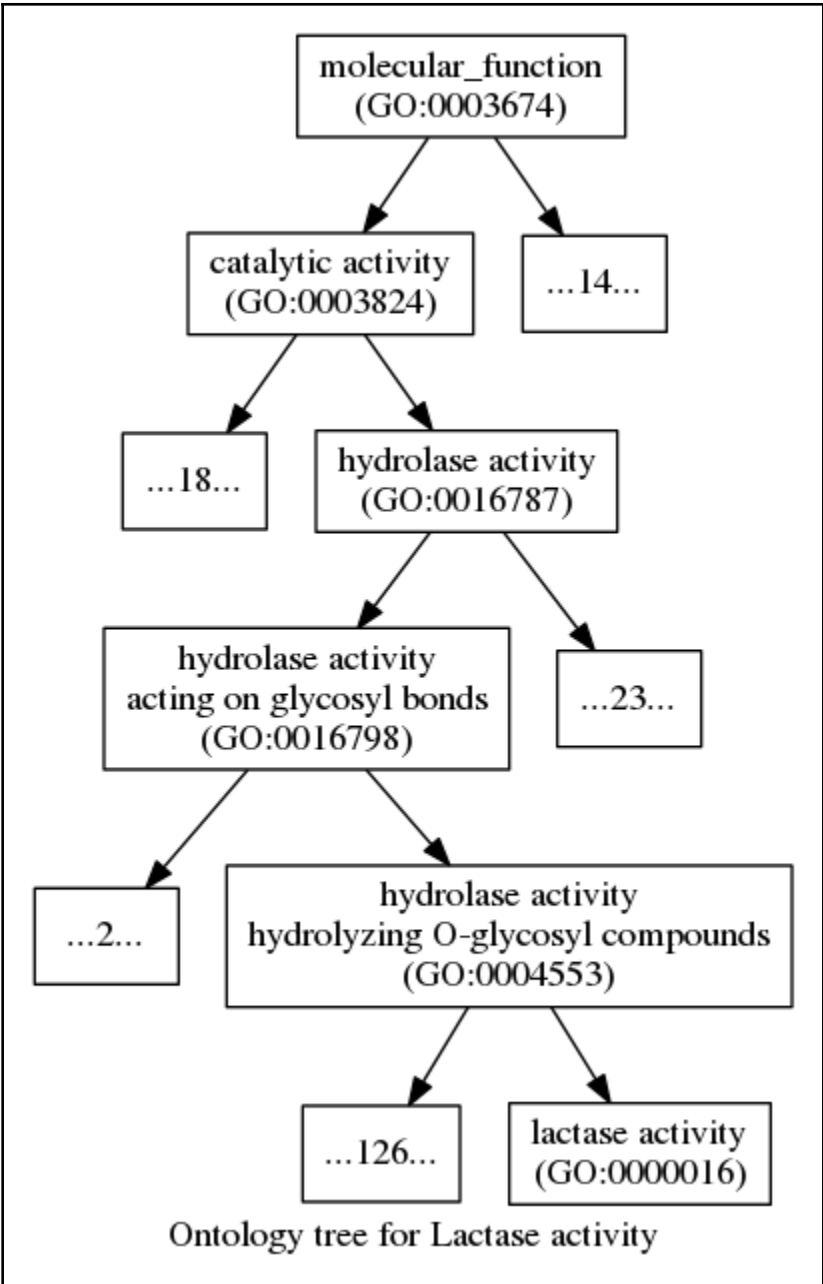 molecular_function
(GO:0003674)
catalytic activity
(GO:0003824)
...14...
...18...
hydrolase activity
(GO:0016787)
hydrolase activity
acting on glycosyl bonds
(GO:0016798)
...23...
...2...
hydrolase activity
hydrolyzing O-glycosyl compounds
(GO:0004553)
...126...
lactase activity
(GO:0000016)
Ontology tree for Lactase activity